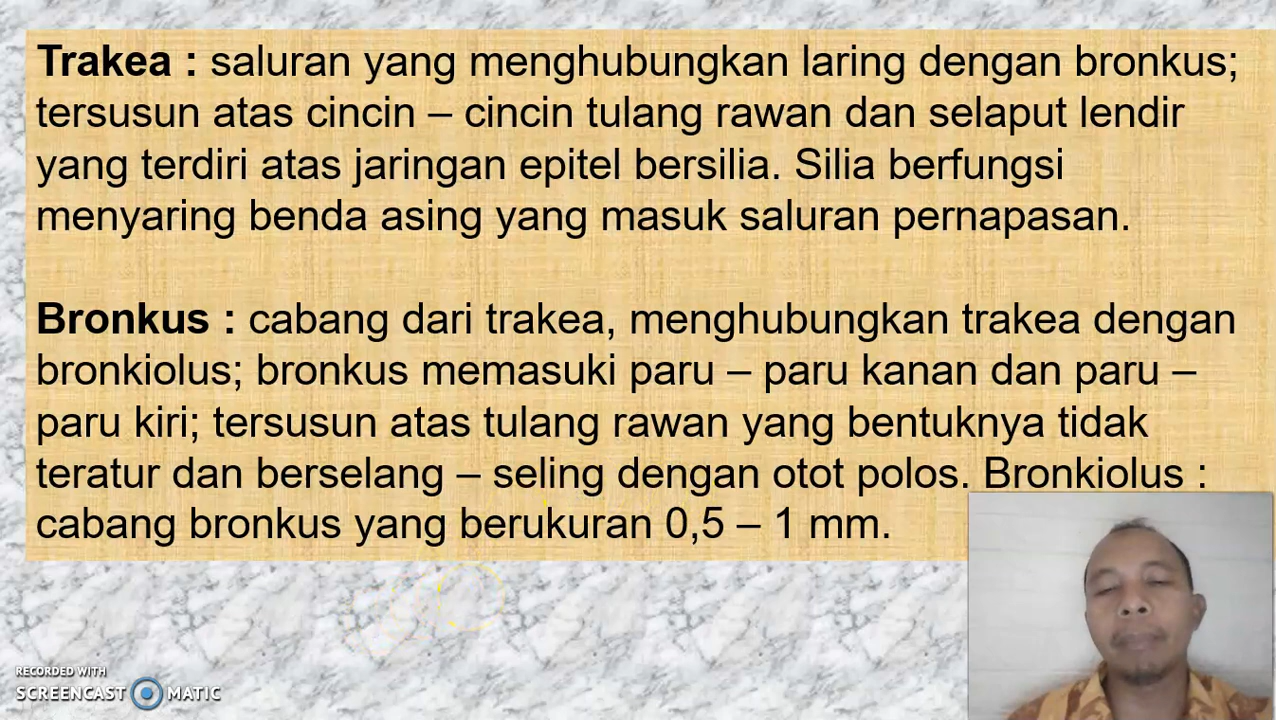 Trakea : saluran yang menghubungkan laring dengan bronkus;
tersusun atas cincin – cincin tulang rawan dan selaput lendir
yang terdiri atas jaringan epitel bersilia. Silia berfungsi
menyaring benda asing yang masuk saluran pernapasan.
Bronkus : cabang dari trakea, menghubungkan trakea dengan
bronkiolus; bronkus memasuki paru – paru kanan dan paru –
paru kiri; tersusun atas tulang rawan yang bentuknya tidak
teratur dan berselang – seling dengan otot polos. Bronkiolus :
cabang bronkus yang berukuran 0,5 – 1 mm.
RECORDED WITH
SCREENCAST MATIC